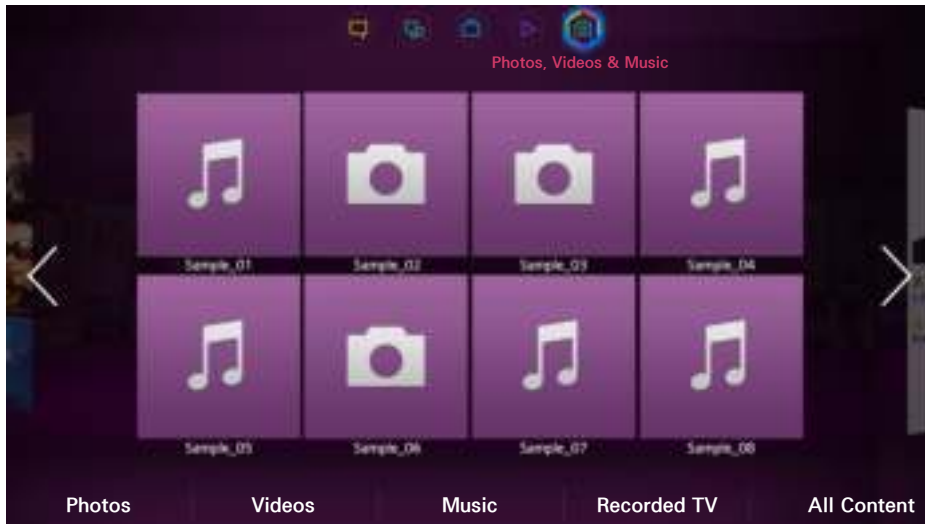 Photos, Videos & Music
Sample_01 Sample_02 Sample_03 Sample_04
Sample_05 Sample_06 Sample_07 Sample_08
Photos Videos Music Recorded TV All Content